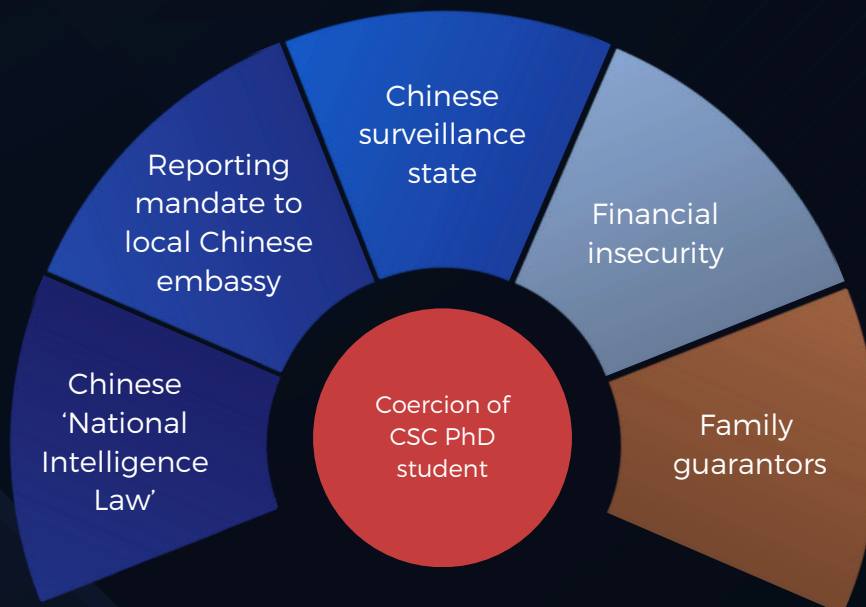 Chinese
‘National
Intelligence
Law’
Reporting
mandate to
local Chinese
embassy
Chinese
surveillance
state
Financial
insecurity
Family
guarantors
Coercion of
CSC PhD
student